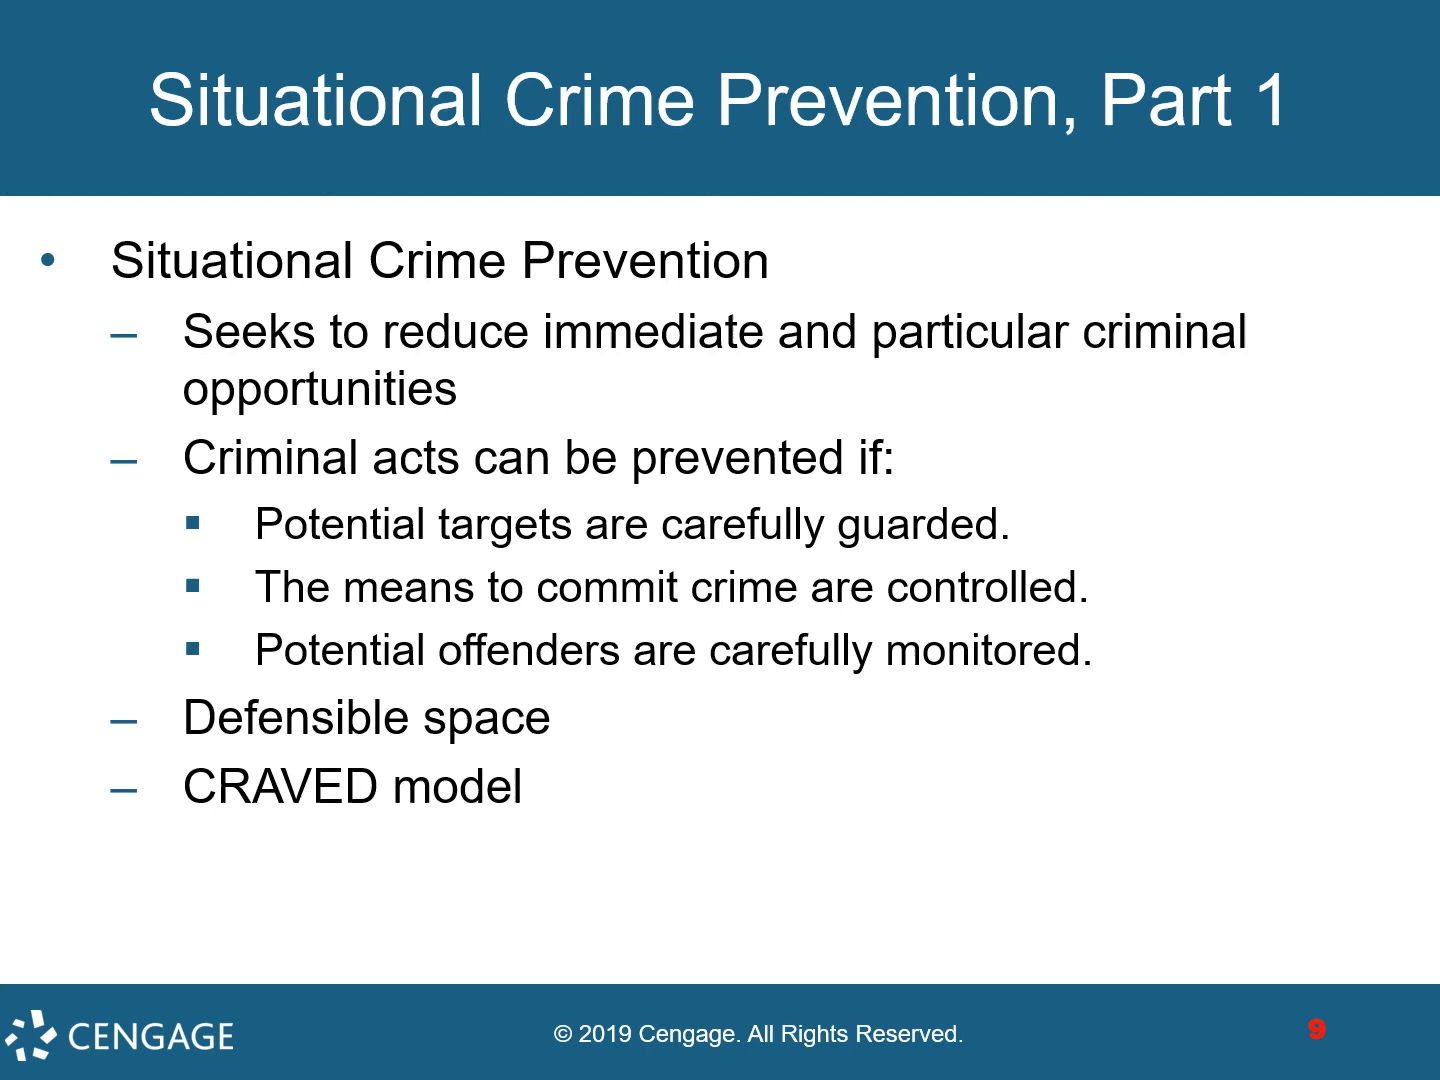 Situational Crime Prevention, Part 1
• Situational Crime Prevention
– Seeks to reduce immediate and particular criminal
opportunities
– Criminal acts can be prevented if:
▪ Potential targets are carefully guarded.
▪ The means to commit crime are controlled.
▪ Potential offenders are carefully monitored.
– Defensible space
– CRAVED model
CENGAGE
© 2019 Cengage. All Rights Reserved.
9